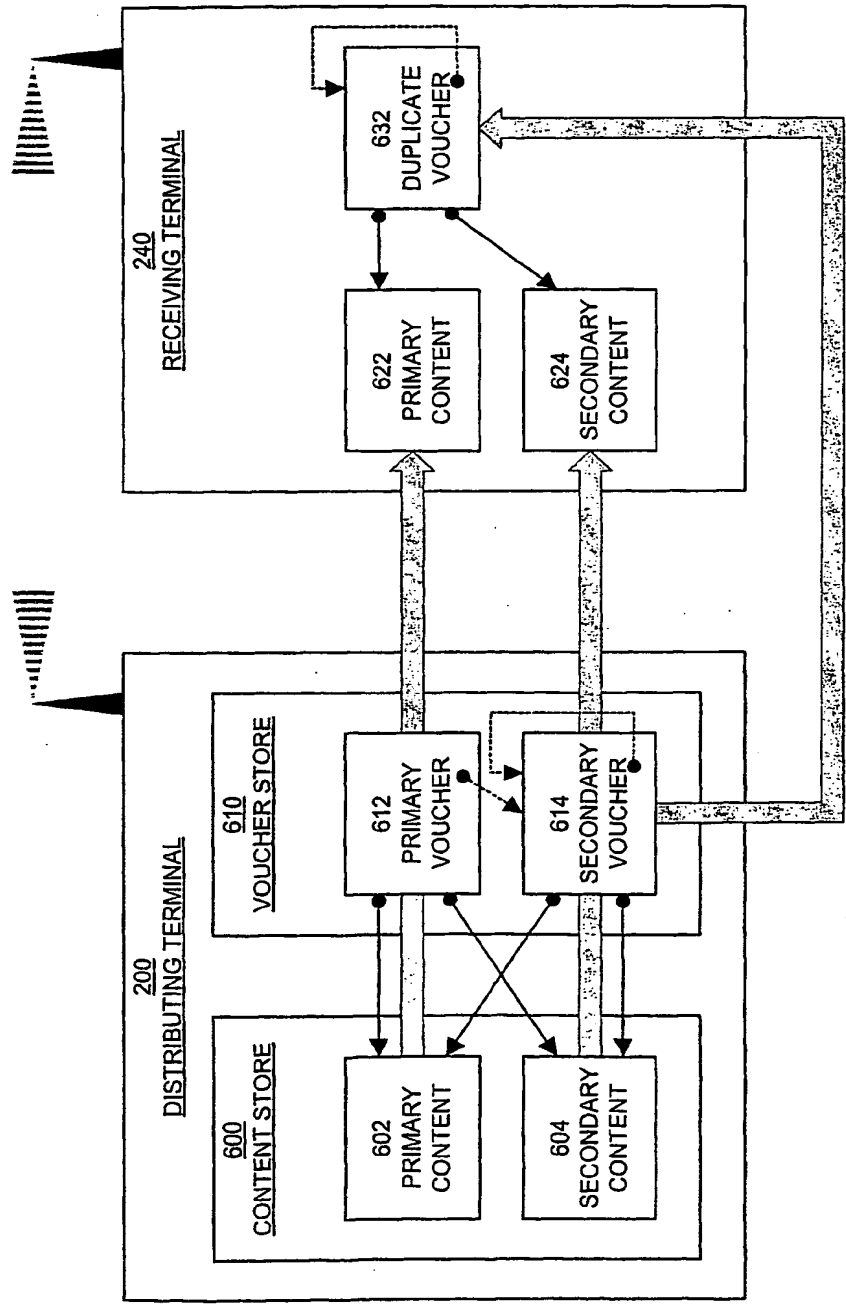 200
DISTRIBUTING TERMINAL
600
CONTENT STORE
602
PRIMARY
CONTENT
604
SECONDARY
CONTENT
610
VOUCHER STORE
612
PRIMARY
VOUCHER
614
SECONDARY
VOUCHER
240
RECEIVING TERMINAL
622
PRIMARY
CONTENT
624
SECONDARY
CONTENT
632
DUPLICATE
VOUCHER